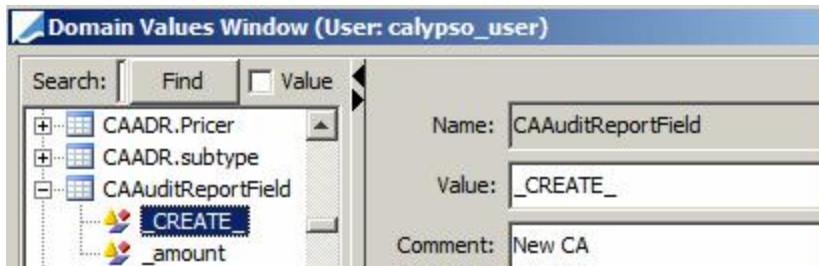 Domain Values Window (User: calypso_user)
Search: Find Value
CAADR.Pricer
CAADR.subtype
CAAuditReportField
_CREATE_
_amount
Name: CAAuditReportField
Value: _CREATE_
Comment: New CA